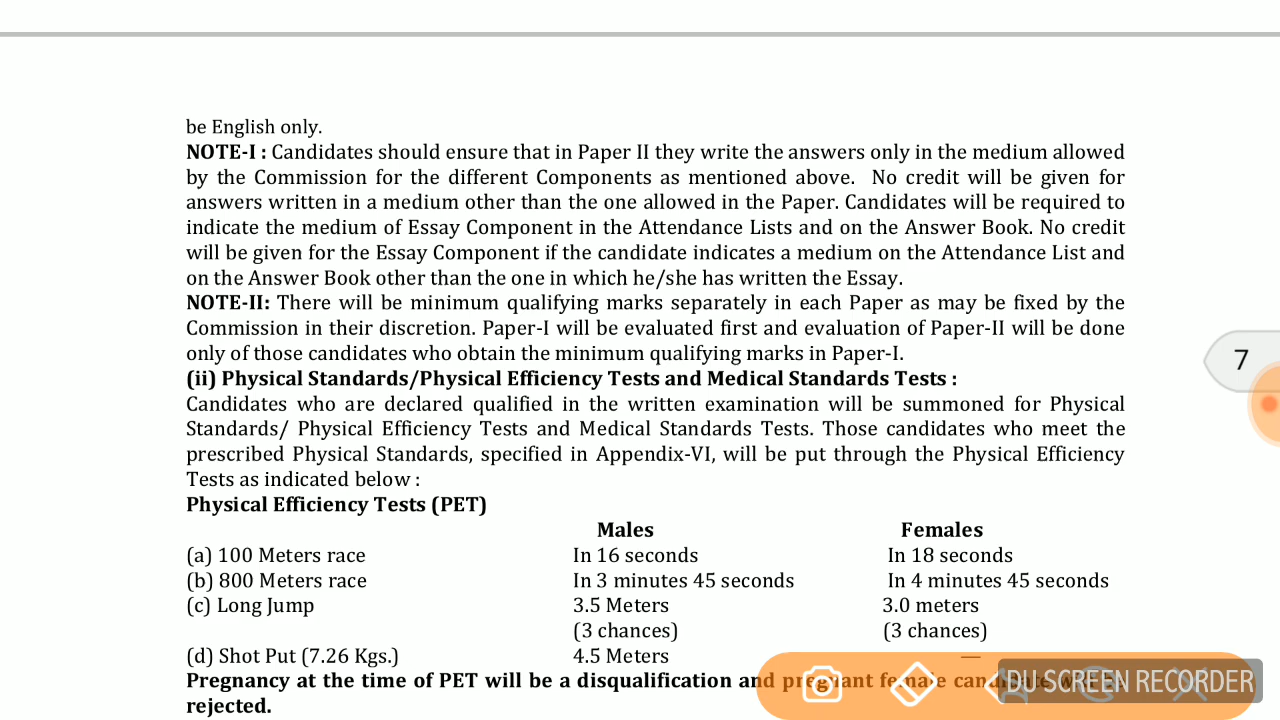 be English only.
NOTE-I : Candidates should ensure that in Paper II they write the answers only in the medium allowed
by the Commission for the different Components as mentioned above. No credit will be given for
answers written in a medium other than the one allowed in the Paper. Candidates will be required to
indicate the medium of Essay Component in the Attendance Lists and on the Answer Book. No credit
will be given for the Essay Component if the candidate indicates a medium on the Attendance List and
on the Answer Book other than the one in which he/she has written the Essay.
NOTE-II: There will be minimum qualifying marks separately in each Paper as may be fixed by the
Commission in their discretion. Paper-I will be evaluated first and evaluation of Paper-II will be done
only of those candidates who obtain the minimum qualifying marks in Paper-I.
7
(ii) Physical Standards/Physical Efficiency Tests and Medical Standards Tests :
Candidates who are declared qualified in the written examination will be summoned for Physical
Standards/ Physical Efficiency Tests and Medical Standards Tests. Those candidates who meet the
prescribed Physical Standards, specified in Appendix-VI, will be put through the Physical Efficiency
Tests as indicated below :
Physical Efficiency Tests (PET)
Males Females
(a) 100 Meters race In 16 seconds In 18 seconds
(b) 800 Meters race In 3 minutes 45 seconds In 4 minutes 45 seconds
(c) Long Jump 3.5 Meters 3.0 meters
(3 chances) (3 chances)
(d) Shot Put (7.26 Kgs.) 4.5 Meters —
Pregnancy at the time of PET will be a disqualification and pregnant female
rejected.
DU SCREEN RECORDER